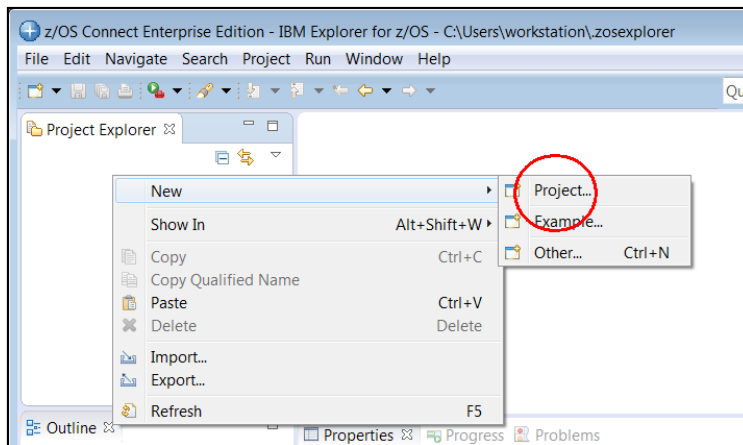 z/OS Connect Enterprise Edition - IBM Explorer for z/OS - C:\Users\workstation\.zosexplorer
File Edit Navigate Search Project Run Window Help
Qu
Project Explorer
New
Project...
Show In Alt+Shift+W
Example...
Copy Ctrl+C
Other... Ctrl+N
Copy Qualified Name
Paste Ctrl+V
Delete Delete
Import...
Export...
Refresh F5
Outline
Properties Progress Problems